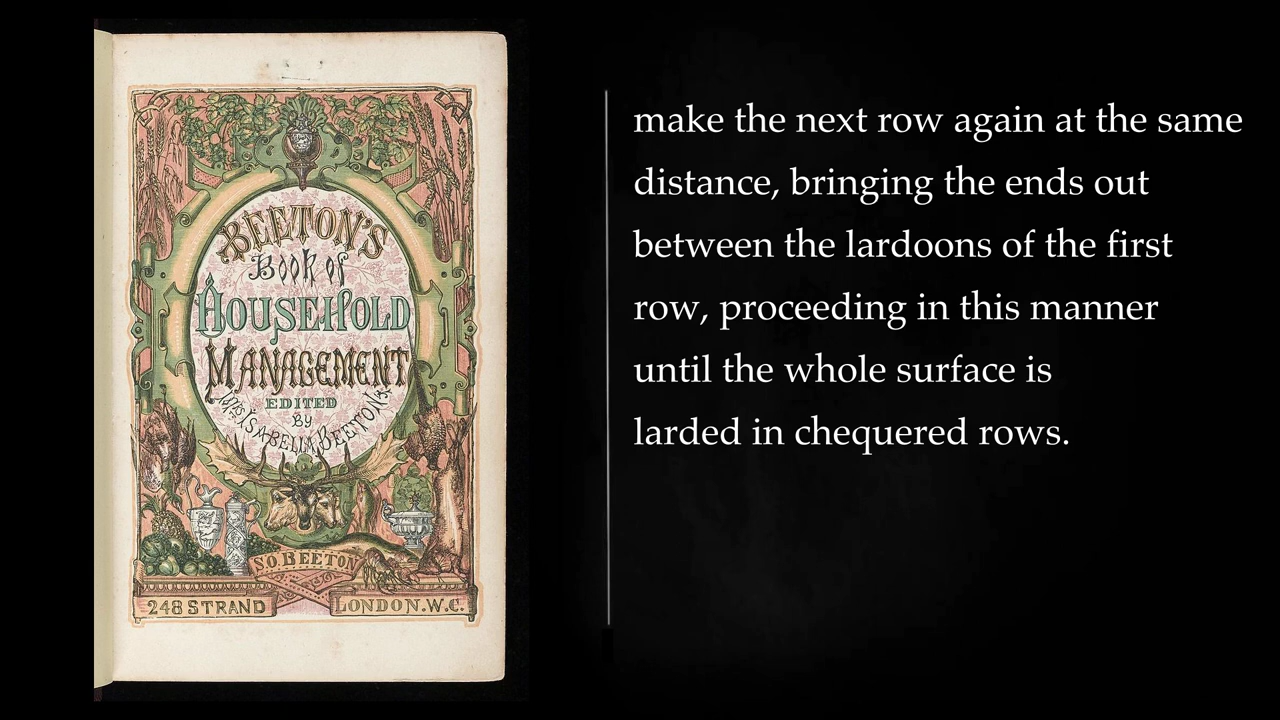 BEETON'S
Book of
HOUSEHOLD
MANAGEMENT
EDITED
BY
MRS ISABELLA BEETON
S.O. BEETON
248 STRAND
LONDON. W.C.
make the next row again at the same
distance, bringing the ends out
between the lardoons of the first
row, proceeding in this manner
until the whole surface is
larded in chequered rows.